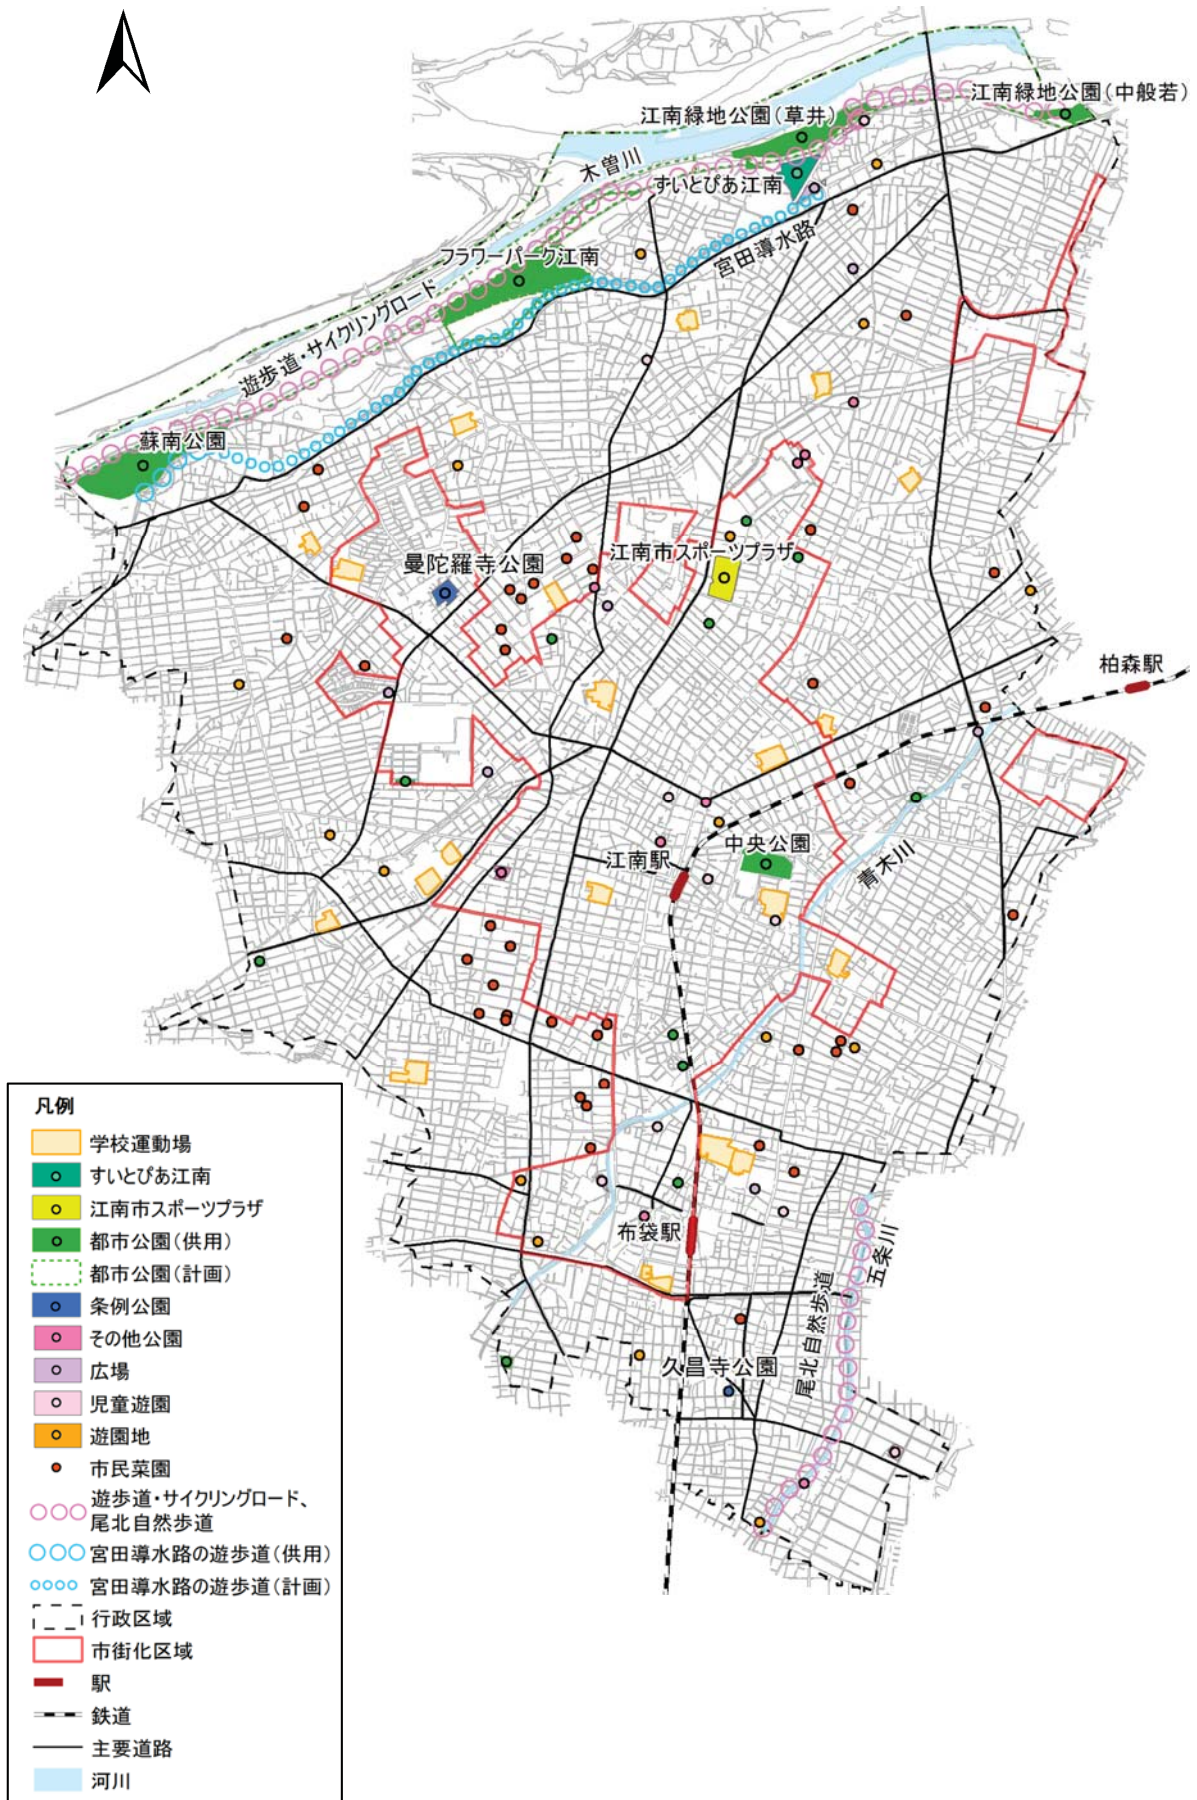 江南緑地公園(中般若)
江南緑地公園(草井)
木曽川
すいとぴあ江南
宮田導水路
フラワーパーク江南
遊歩道・サイクリングロード
蘇南公園
曼陀羅寺公園
江南市スポーツプラザ
柏森駅
中央公園
江南駅
青木川
布袋駅
五条川
尾北自然歩道
久昌寺公園
凡例
学校運動場
すいとぴあ江南
江南市スポーツプラザ
都市公園(供用)
都市公園(計画)
条例公園
その他公園
広場
児童遊園
遊園地
市民菜園
遊歩道・サイクリングロード、
尾北自然歩道
宮田導水路の遊歩道(供用)
宮田導水路の遊歩道(計画)
行政区域
市街化区域
駅
鉄道
主要道路
河川